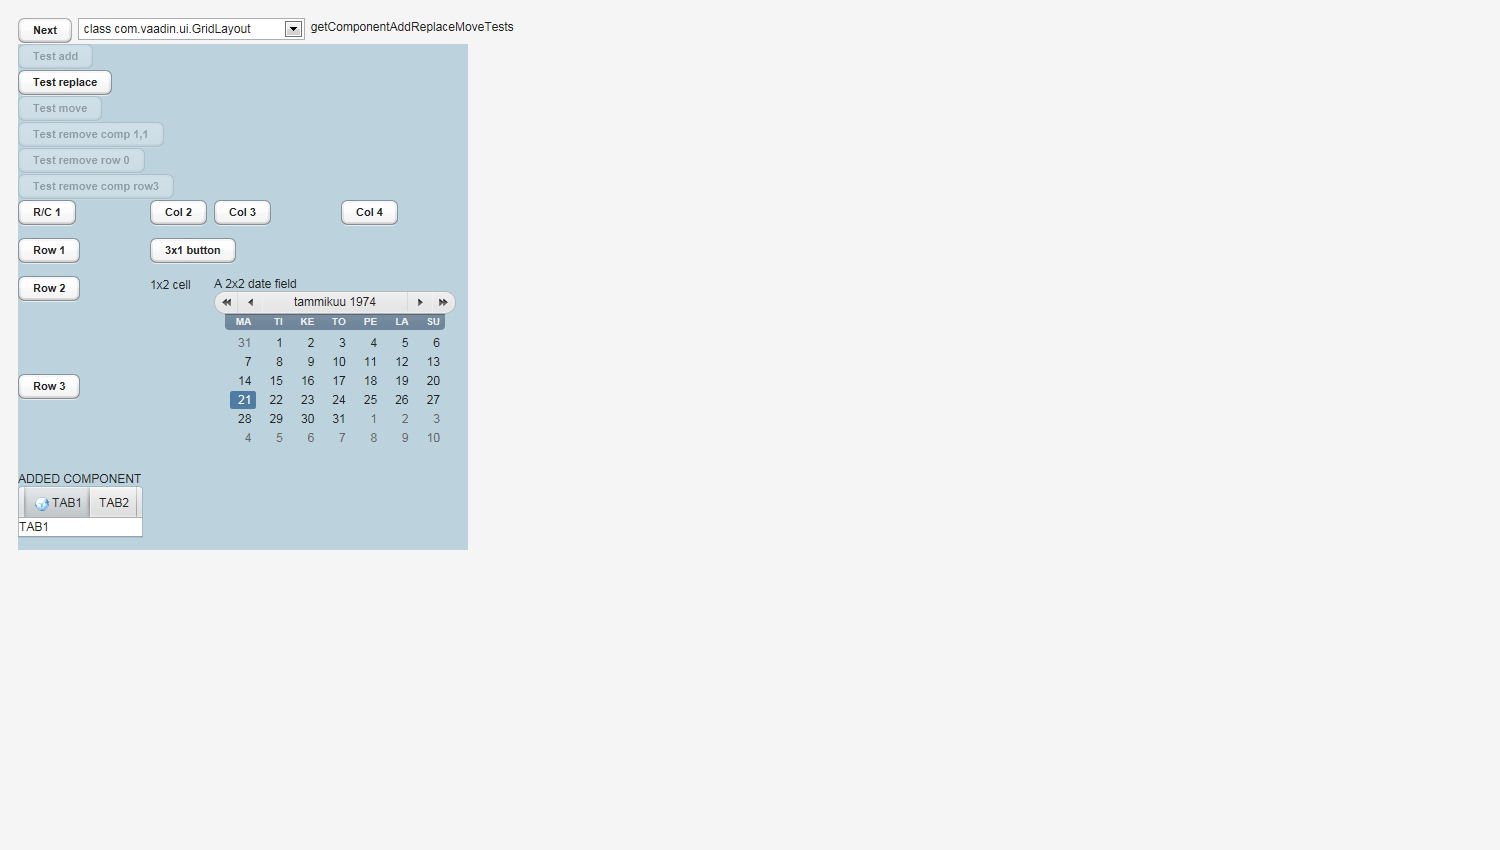 Next class com.vaadin.ui.GridLayout getComponentAddReplaceMoveTests
Test add
Test replace
Test move
Test remove comp 1,1
Test remove row 0
Test remove comp row3
R/C 1 Col 2 Col 3 Col 4
Row 1 3x1 button
Row 2 1x2 cell A 2x2 date field
tammikuu 1974
MA TI KE TO PE LA SU
31 1 2 3 4 5 6
7 8 9 10 11 12 13
14 15 16 17 18 19 20
Row 3
21 22 23 24 25 26 27
28 29 30 31 1 2 3
4 5 6 7 8 9 10
ADDED COMPONENT
TAB1 TAB2
TAB1